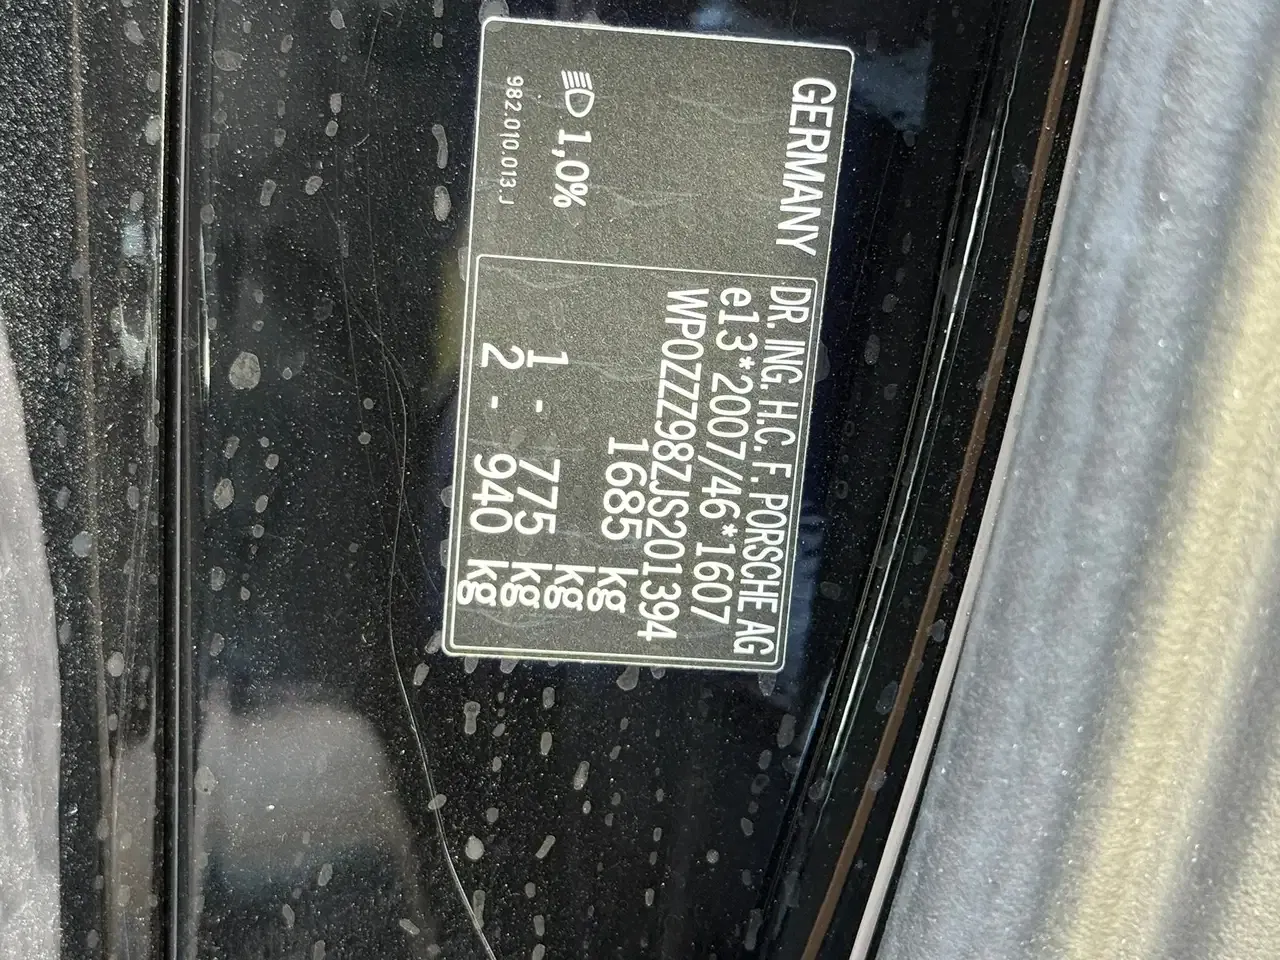 GERMANY
DR. ING. H.C. F. PORSCHE AG
e13*2007/46*1607
WP0ZZZ98ZJS201394
1685 kg
kg
1 - 775 kg
2 - 940 kg
1,0%
982.010.013.J